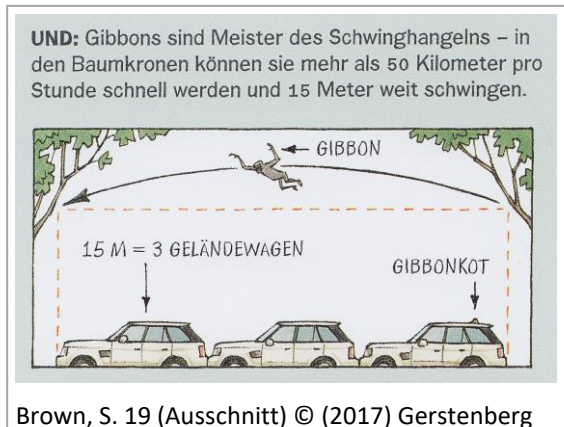 UND: Gibbons sind Meister des Schwinghangelns – in
den Baumkronen können sie mehr als 50 Kilometer pro
Stunde schnell werden und 15 Meter weit schwingen.
GIBBON
15 M = 3 GELÄNDEWAGEN
GIBBONKOT
Brown, S. 19 (Ausschnitt) © (2017) Gerstenberg